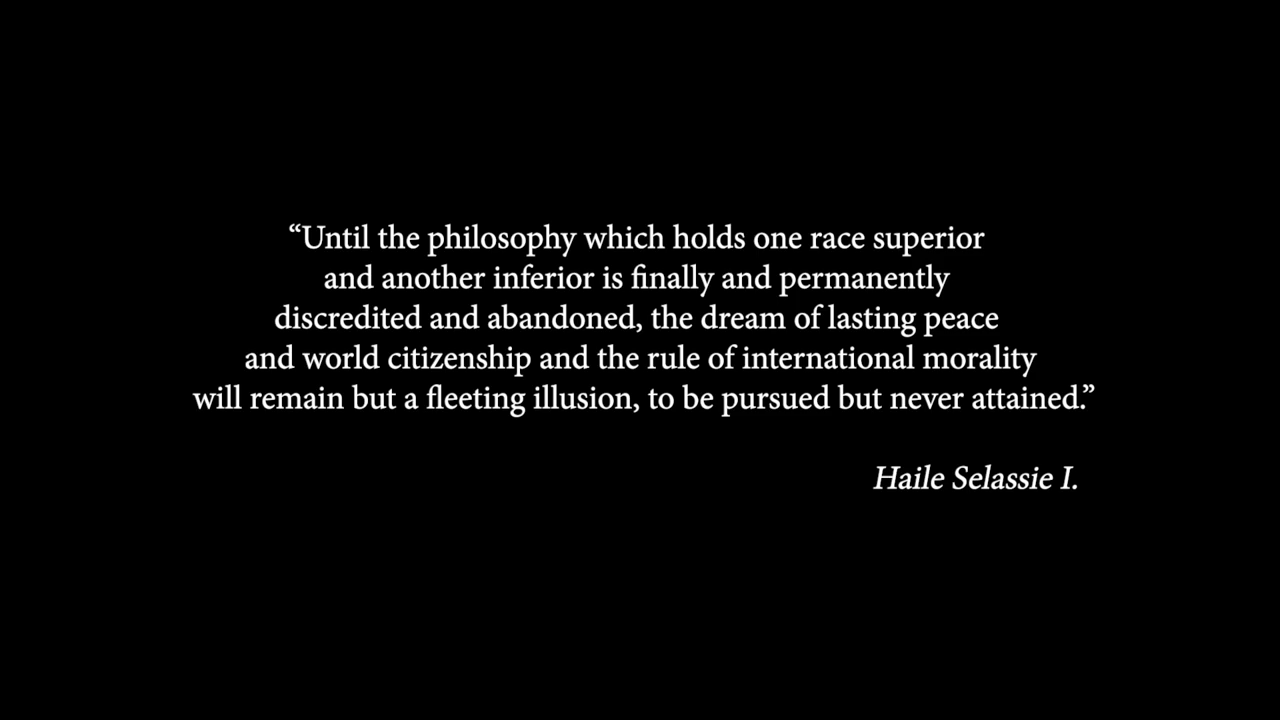 “Until the philosophy which holds one race superior
and another inferior is finally and permanently
discredited and abandoned, the dream of lasting peace
and world citizenship and the rule of international morality
will remain but a fleeting illusion, to be pursued but never attained.”
Haile Selassie I.